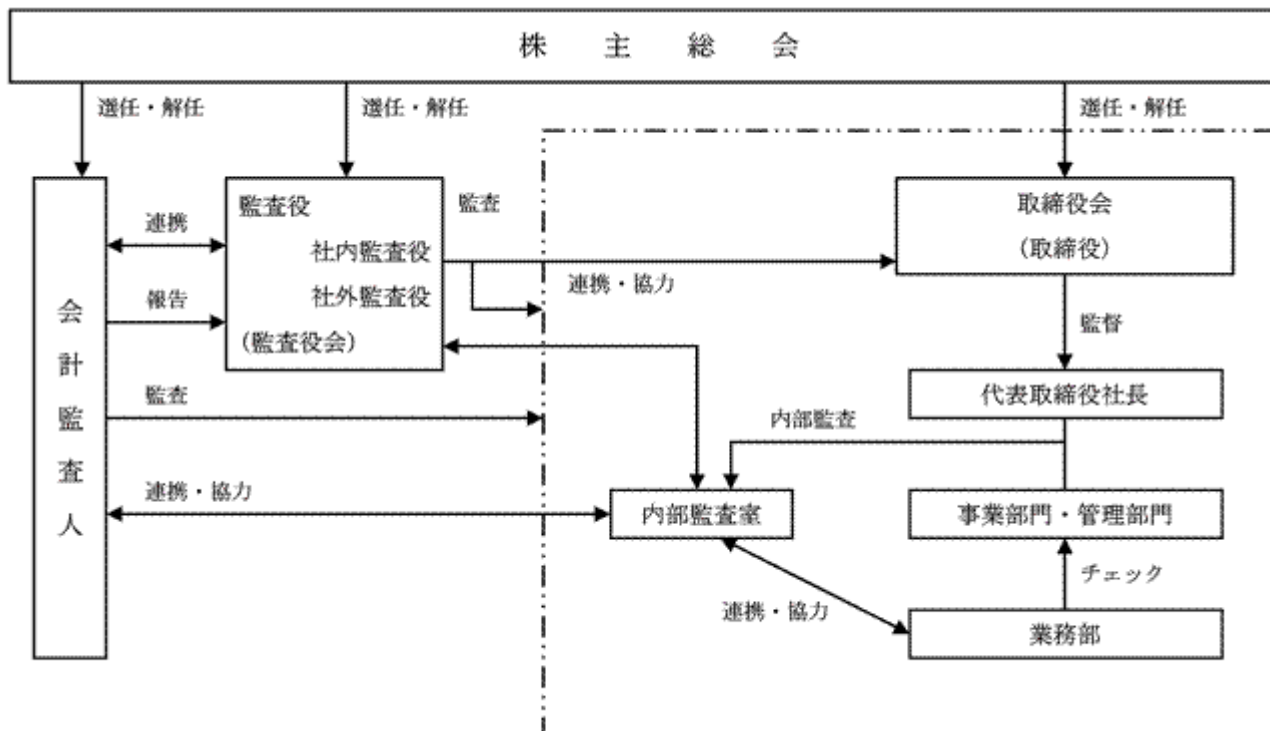 株主総会
選任・解任
選任・解任
選任・解任
監査役
社内監査役
社外監査役
(監査役会)
監査
取締役会
(取締役)
連携
連携・協力
報告
会計監査人
監督
監査
代表取締役社長
内部監査
連携・協力
内部監査室
事業部門・管理部門
チェック
連携・協力
業務部